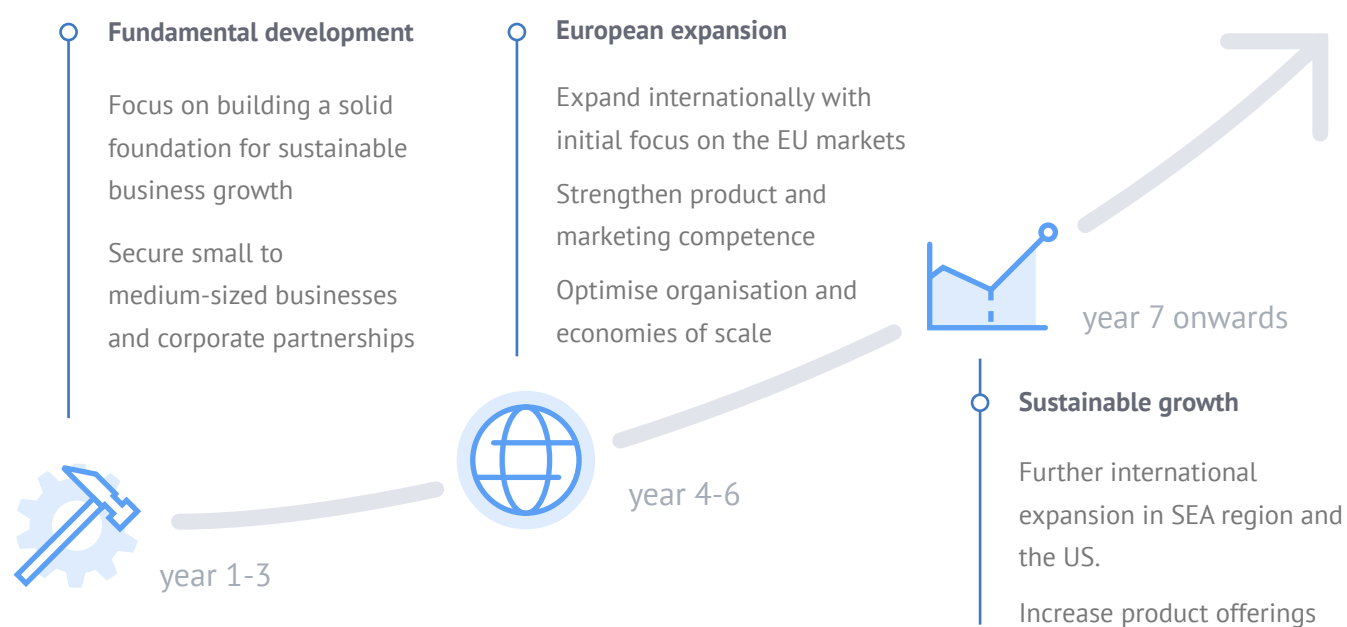 Fundamental development
Focus on building a solid
foundation for sustainable
business growth
Secure small to
medium-sized businesses
and corporate partnerships
year 1-3
European expansion
Expand internationally with
initial focus on the EU markets
Strengthen product and
marketing competence
Optimise organisation and
economies of scale
year 4-6
year 7 onwards
Sustainable growth
Further international
expansion in SEA region and
the US.
Increase product offerings